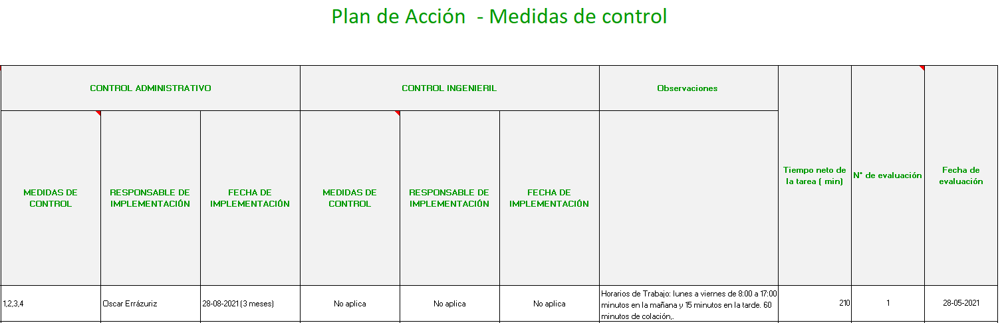 Plan de Acción - Medidas de control
CONTROL ADMINISTRATIVO
CONTROL INGENIERIL
Observaciones
Tiempo neto de
la tarea ( min)
N° de evaluación
Fecha de
evaluación
MEDIDAS DE
CONTROL
RESPONSABLE DE
IMPLEMENTACIÓN
FECHA DE
IMPLEMENTACIÓN
MEDIDAS DE
CONTROL
RESPONSABLE DE
IMPLEMENTACIÓN
FECHA DE
IMPLEMENTACIÓN
1,2,3,4
Oscar Errázuriz
28-08-2021 (3 meses)
No aplica
No aplica
No aplica
Horarios de Trabajo: lunes a viernes de 8:00 a 17:00
minutos en la mañana y 15 minutos en la tarde. 60
minutos de colación,.
210
1
28-05-2021